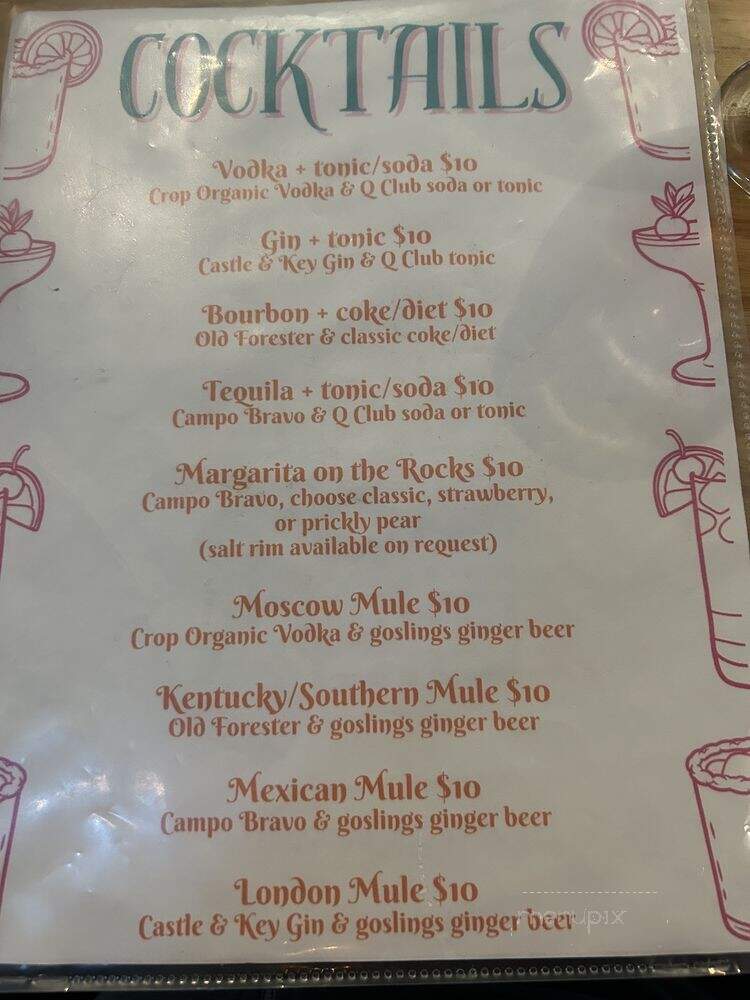 COCKTAILS
Vodka + tonic/soda $10
Crop Organic Vodka & Q Club soda or tonic
Gin + tonic $10
Castle & Key Gin & Q Club tonic
Bourbon + coke/diet $10
Old Forester & classic coke/diet
Tequila + tonic/soda $10
Campo Bravo & Q Club soda or tonic
Margarita on the Rocks $10
Campo Bravo, choose classic, strawberry,
or prickly pear
(salt rim available on request)
Moscow Mule $10
Crop Organic Vodka & goslings ginger beer
Kentucky/Southern Mule $10
Old Forester & goslings ginger beer
Mexican Mule $10
Campo Bravo & goslings ginger beer
London Mule $10
Castle & Key Gin & goslings ginger beer
menupix